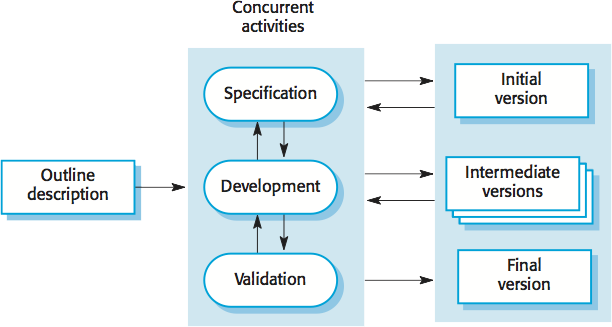 Concurrent
activities
Specification
Initial
version
Outline
description
Development
Intermediate
versions
Validation
Final
version